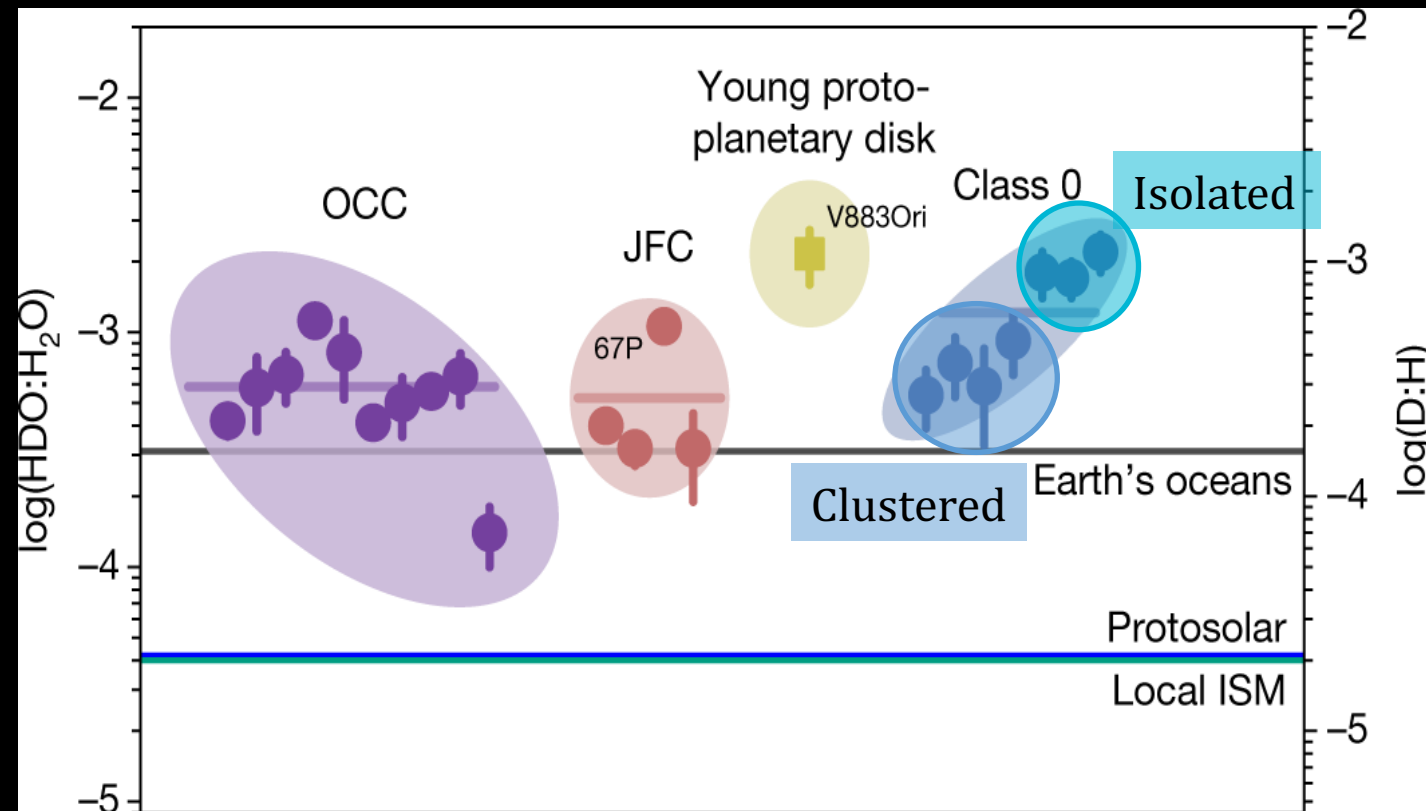 –2
–3
–4
–5
log(HDO:H₂O)
OCC
JFC
67P
Young proto-
planetary disk
V883Ori
Class 0
Isolated
Clustered
Earth's oceans
Protosolar
Local ISM
–2
–3
–4
–5
log(D:H)